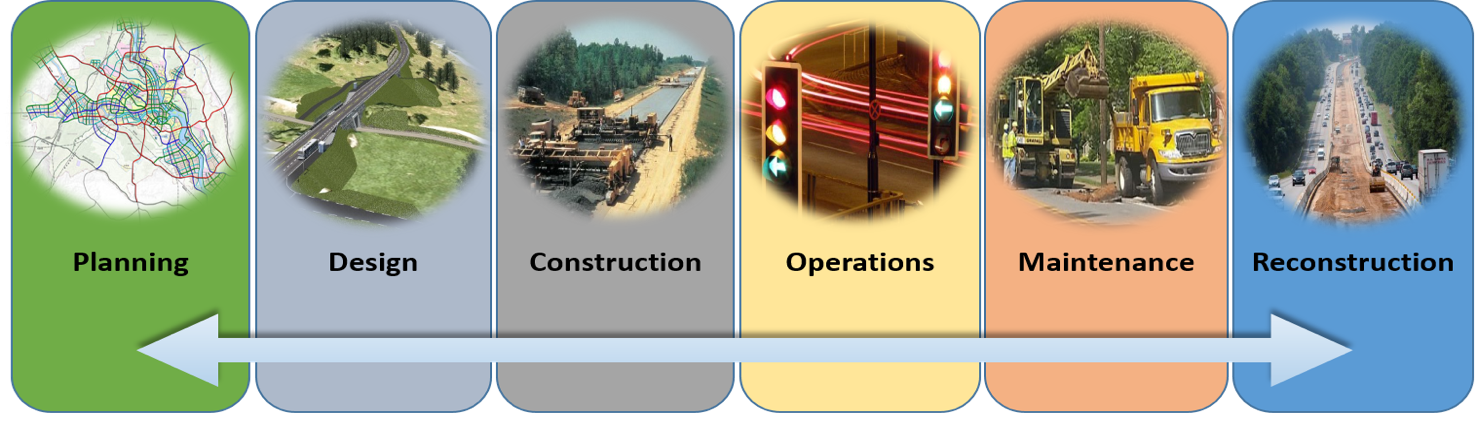 Planning
Design
Construction
Operations
Maintenance
Reconstruction